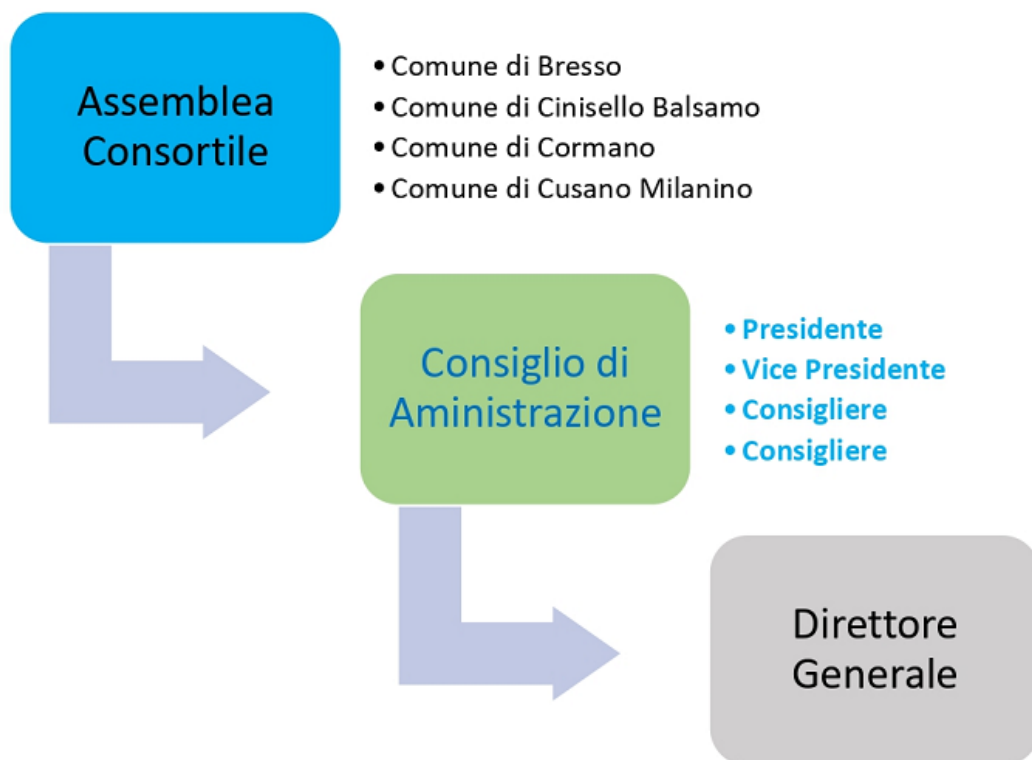 Assemblea
Consortile
• Comune di Bresso
• Comune di Cinisello Balsamo
• Comune di Cormano
• Comune di Cusano Milanino
Consiglio di
Aministrazione
• Presidente
• Vice Presidente
• Consigliere
• Consigliere
Direttore
Generale